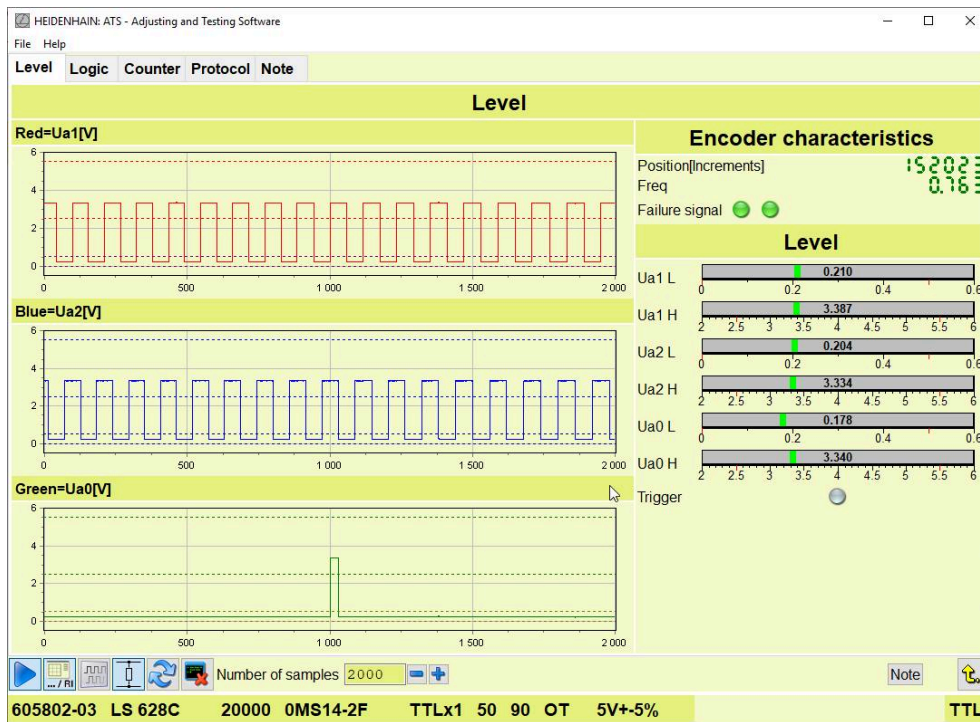 HEIDENHAIN: ATS - Adjusting and Testing Software
File Help
Level Logic Counter Protocol Note
Level
Red=Ua1[V]
6
4
2
0
0 500 1 000 1 500 2 000
Blue=Ua2[V]
6
4
2
0
0 500 1 000 1 500 2 000
Green=Ua0[V]
6
4
2
0
0 500 1 000 1 500 2 000
Encoder characteristics
Position[Increments] 152023
Freq 0.763
Failure signal
Level
Ua1 L 0.210
0 0.2 0.4 0.6
Ua1 H 3.387
2 2.5 3 3.5 4 4.5 5 5.5 6
Ua2 L 0.204
0 0.2 0.4 0.6
Ua2 H 3.334
2 2.5 3 3.5 4 4.5 5 5.5 6
Ua0 L 0.178
0 0.2 0.4 0.6
Ua0 H 3.340
2 2.5 3 3.5 4 4.5 5 5.5 6
Trigger
... / RI Number of samples 2000 Note
605802-03 LS 628C 20000 0MS14-2F TTLx1 50 90 OT 5V+-5% TTL